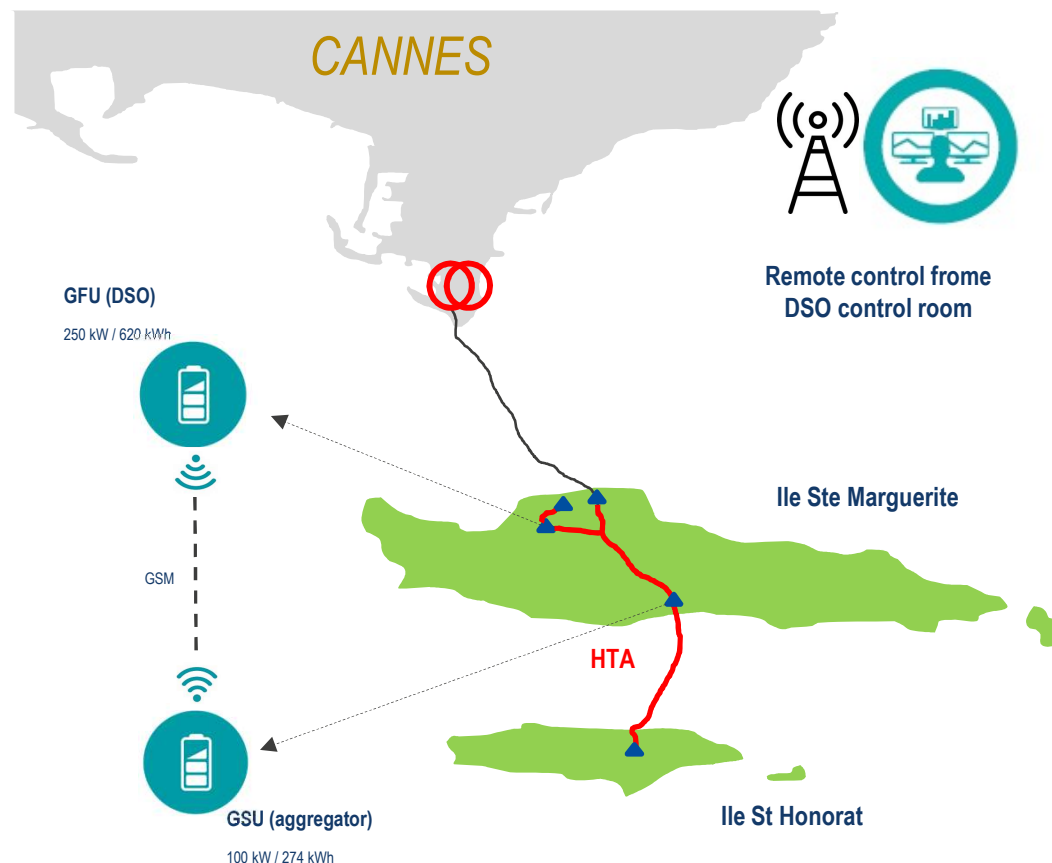 CANNES
Remote control frome
DSO control room
GFU (DSO)
250 kW / 620 kWh
Ile Ste Marguerite
GSM
HTA
Ile St Honorat
GSU (aggregator)
100 kW / 274 kWh